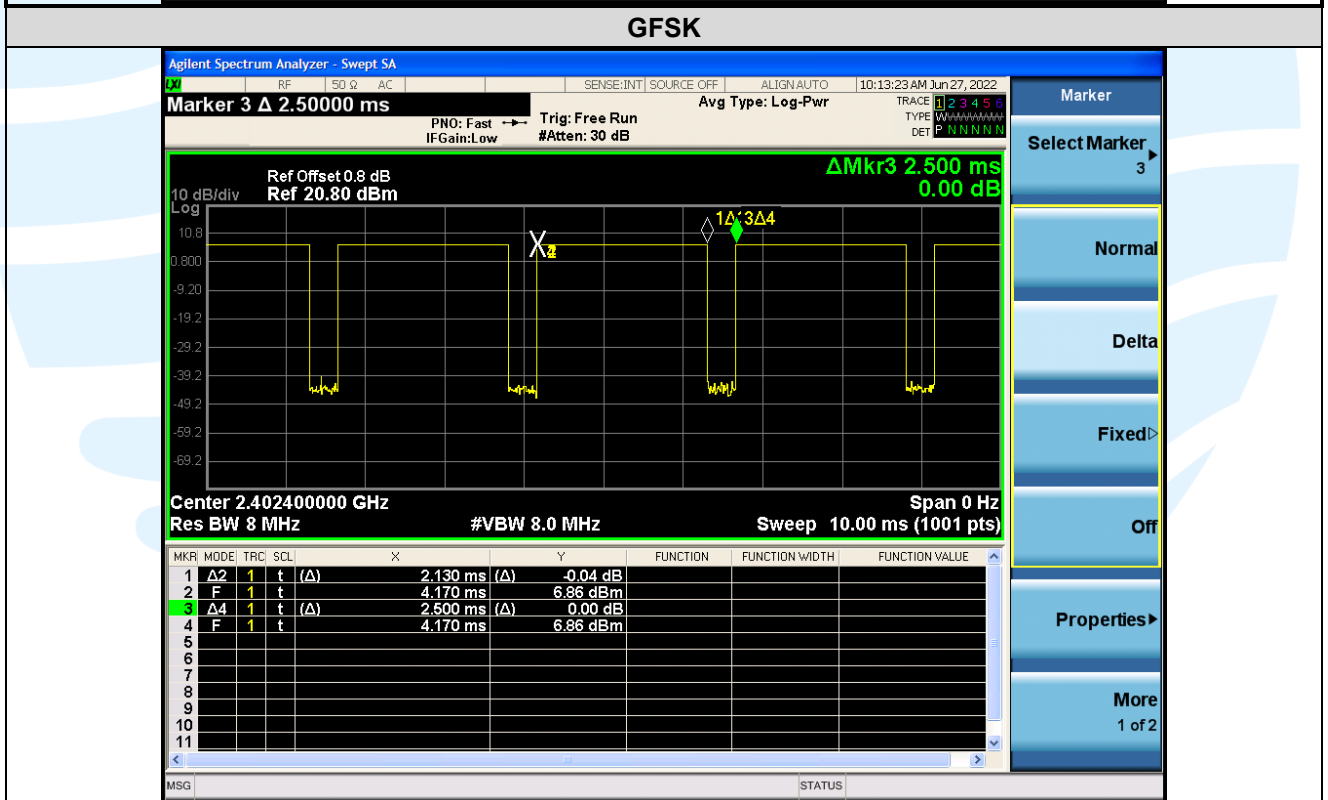 GFSK
Agilent Spectrum Analyzer - Swept SA
LXI RF 50 Ω AC SENSE:INT SOURCE OFF ALIGN AUTO 10:13:23 AM Jun 27, 2022
Marker 3 Δ 2.50000 ms
PNO: Fast
IFGain:Low
Trig: Free Run
#Atten: 30 dB
Avg Type: Log-Pwr
TRACE 1 2 3 4 5 6
TYPE W
DET P N N N N N
ΔMkr3 2.500 ms
0.00 dB
Ref Offset 0.8 dB
10 dB/div Ref 20.80 dBm
Log
10.8
0.800
-9.20
-19.2
-29.2
-39.2
-49.2
-59.2
-69.2
X
3Δ4
Center 2.402400000 GHz Span 0 Hz
Res BW 8 MHz #VBW 8.0 MHz Sweep 10.00 ms (1001 pts)
MKR MODE TRC SCL X Y FUNCTION FUNCTION WIDTH FUNCTION VALUE
1 Δ2 1 t (Δ) 2.130 ms (Δ) -0.04 dB
2 F 1 t 4.170 ms 6.86 dBm
3 Δ4 1 t (Δ) 2.500 ms (Δ) 0.00 dB
4 F 1 t 4.170 ms 6.86 dBm
5
6
7
8
9
10
11
MSG STATUS
Marker
Select Marker
3
Normal
Delta
Fixed
Off
Properties
More
1 of 2